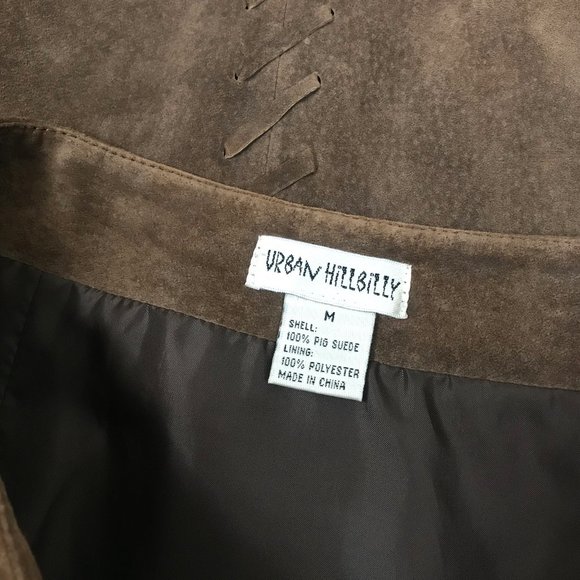 URBAN HiLLBiLLY
M
SHELL:
100% PIG SUEDE
LINING:
100% POLYESTER
MADE IN CHINA